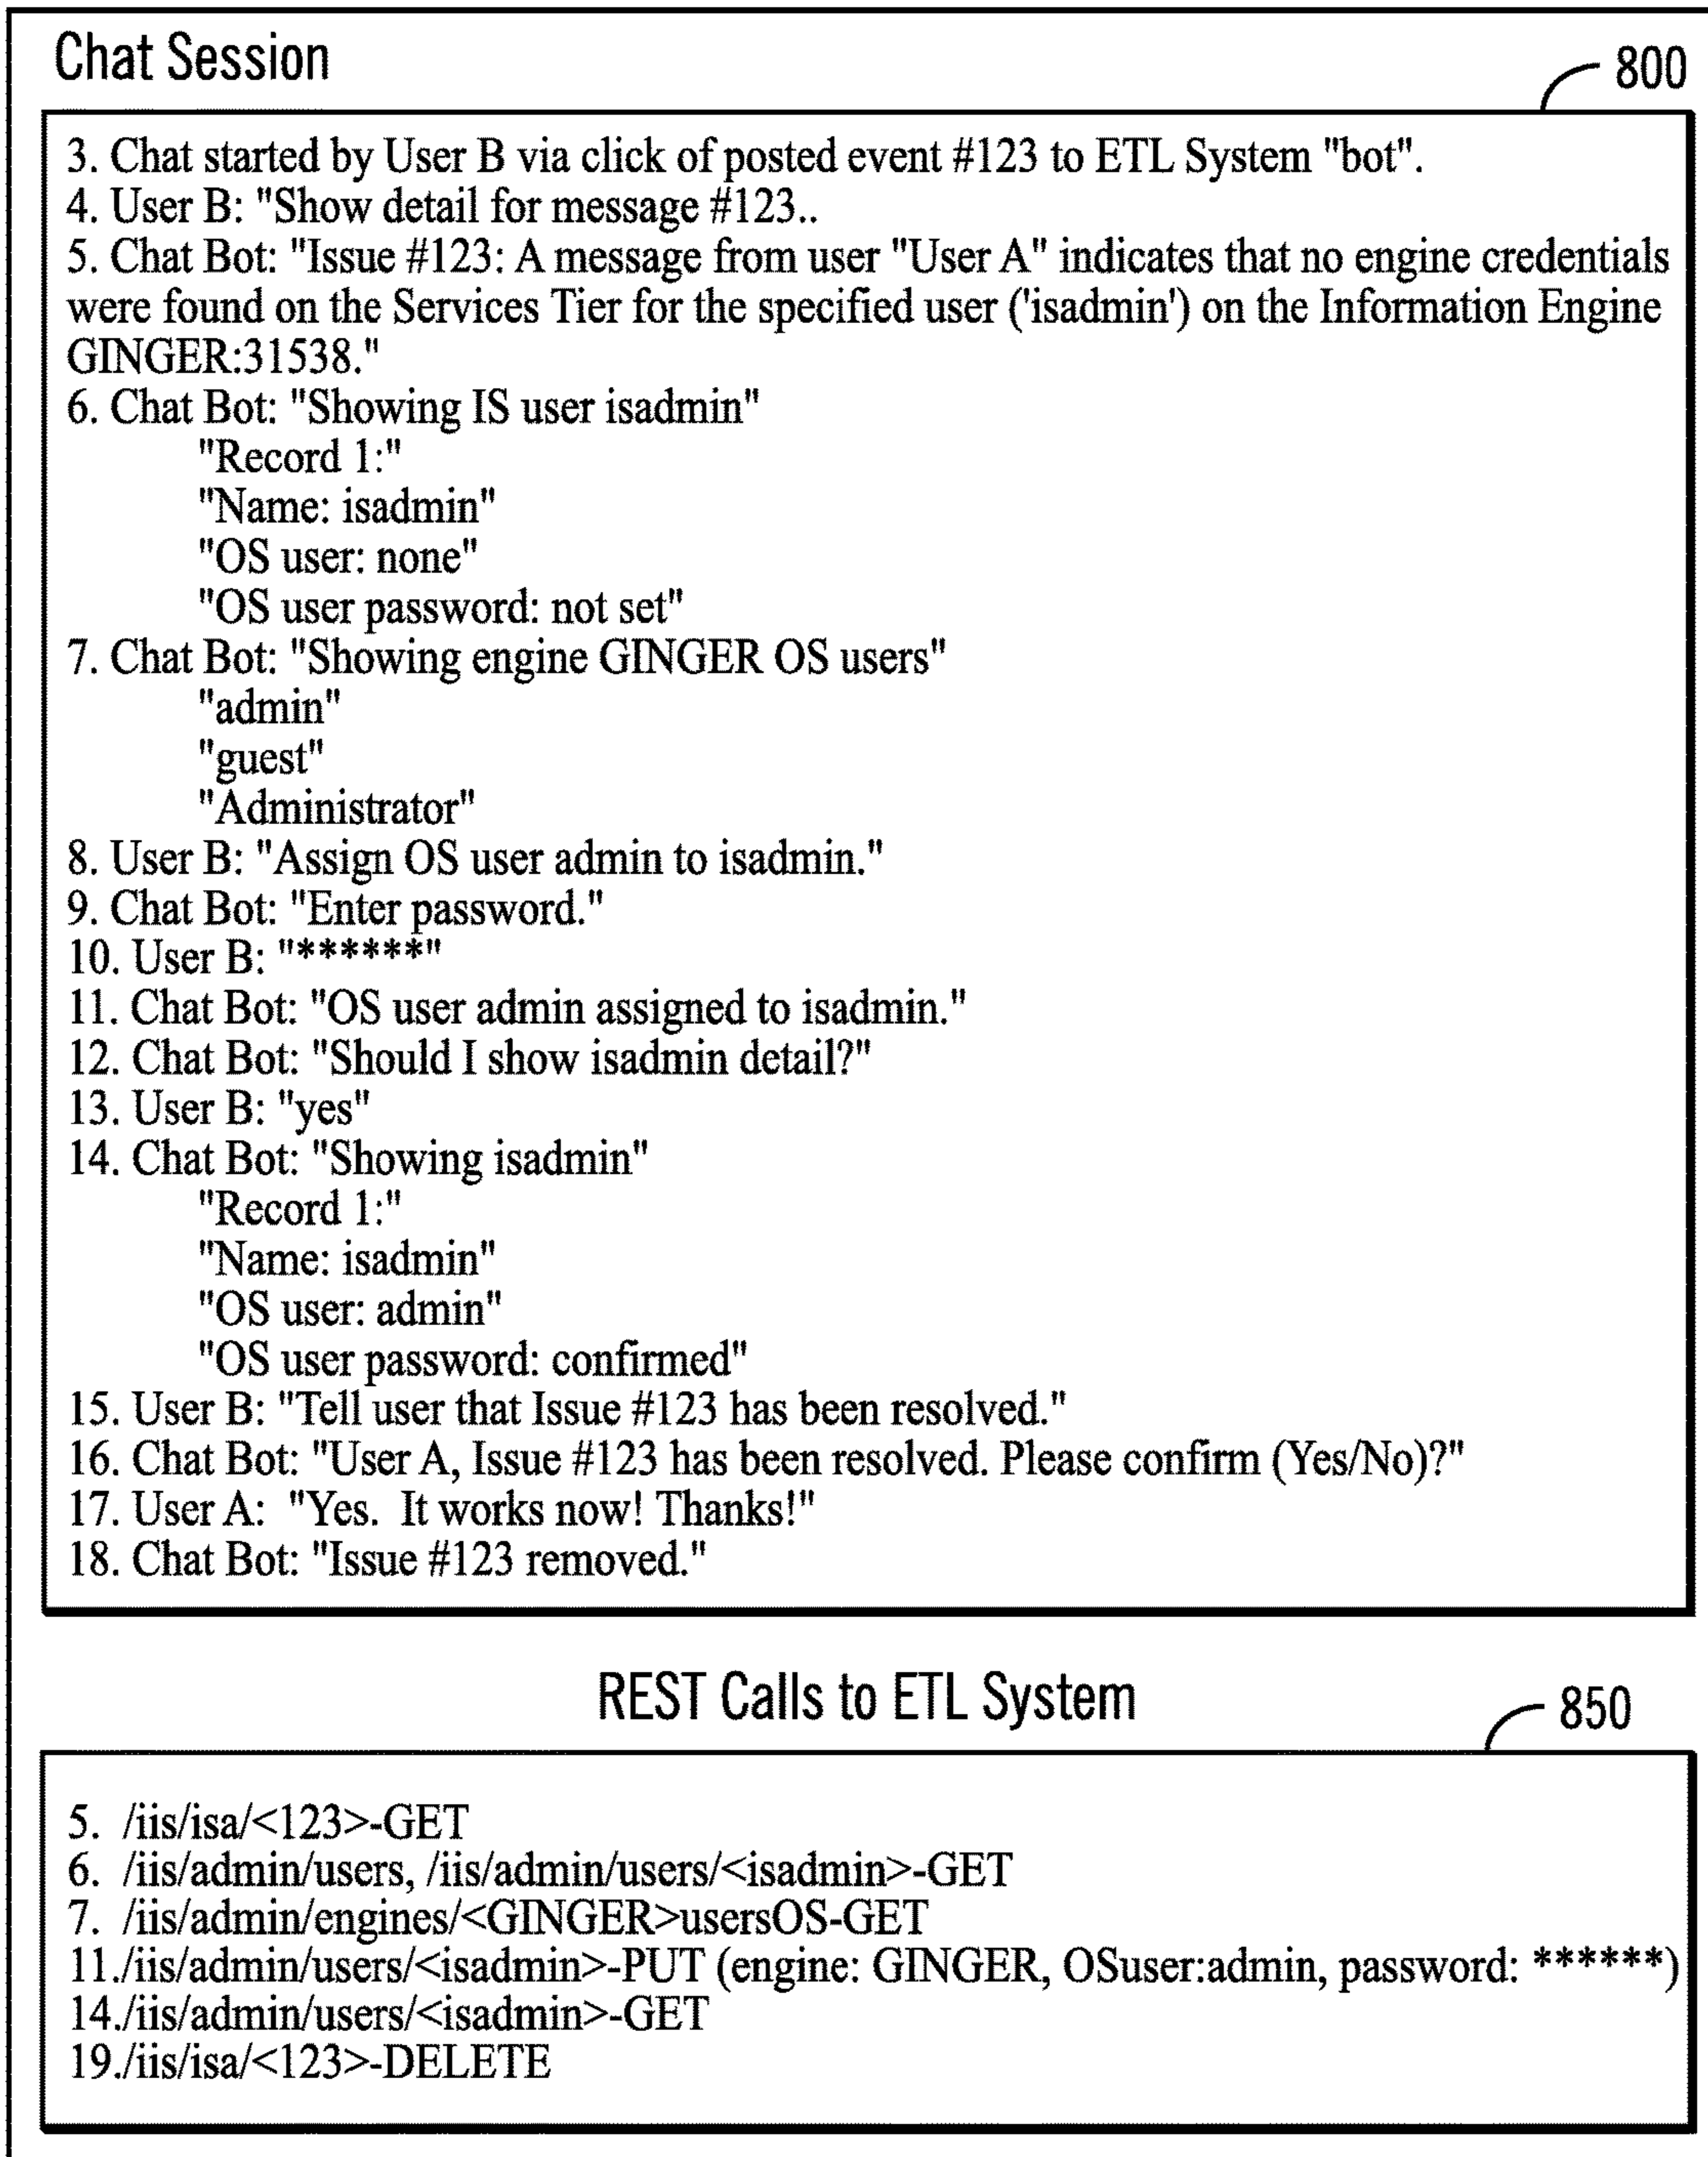 Chat Session
800
3. Chat started by User B via click of posted event #123 to ETL System "bot".
4. User B: "Show detail for message #123..
5. Chat Bot: "Issue #123: A message from user "User A" indicates that no engine credentials
were found on the Services Tier for the specified user ('isadmin') on the Information Engine
GINGER:31538."
6. Chat Bot: "Showing IS user isadmin"
"Record 1:"
"Name: isadmin"
"OS user: none"
"OS user password: not set"
7. Chat Bot: "Showing engine GINGER OS users"
"admin"
"guest"
"Administrator"
8. User B: "Assign OS user admin to isadmin."
9. Chat Bot: "Enter password."
10. User B: "******"
11. Chat Bot: "OS user admin assigned to isadmin."
12. Chat Bot: "Should I show isadmin detail?"
13. User B: "yes"
14. Chat Bot: "Showing isadmin"
"Record 1:"
"Name: isadmin"
"OS user: admin"
"OS user password: confirmed"
15. User B: "Tell user that Issue #123 has been resolved."
16. Chat Bot: "User A, Issue #123 has been resolved. Please confirm (Yes/No)?"
17. User A: "Yes. It works now! Thanks!"
18. Chat Bot: "Issue #123 removed."
REST Calls to ETL System
850
5. /iis/isa/<123>-GET
6. /iis/admin/users, /iis/admin/users/<isadmin>-GET
7. /iis/admin/engines/<GINGER>usersOS-GET
11./iis/admin/users/<isadmin>-PUT (engine: GINGER, OSuser:admin, password: ******)
14./iis/admin/users/<isadmin>-GET
19./iis/isa/<123>-DELETE